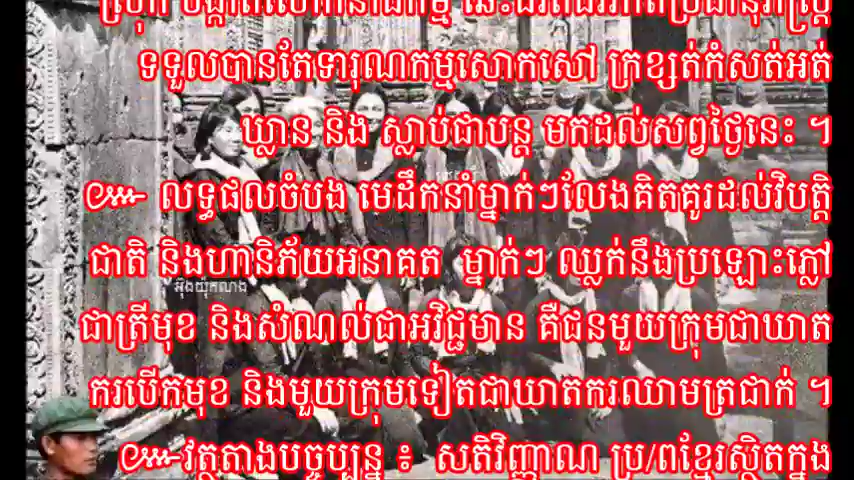 ទទួលបានតែទារុណកម្មសោកសៅ ក្រខ្សត់កំសត់អត់
ឃ្លាន និង ស្លាប់ជាបន្ត មកដល់សព្វថ្ងៃនេះ ។
លទ្ធផលចំបង មេដឹកនាំម្នាក់ៗលែងគិតគូរដល់វិបត្តិ
ជាតិ និងហានិភ័យអនាគត ម្នាក់ៗ ឈ្លក់នឹងប្រឡោះភ្លៅ
អ៊ុងយ៉ុកណង
ជាត្រីមុខ និងសំណល់ជាអវិជ្ជមាន គឺជនមួយក្រុមជាឃាត
ករបើកមុខ និងមួយក្រុមទៀតជាឃាតករឈាមត្រជាក់ ។
វត្ថុតាងបច្ចុប្បន្ន ៖ សតិវិញ្ញាណ ប្រ/ពខ្មែរស្ថិតក្នុង